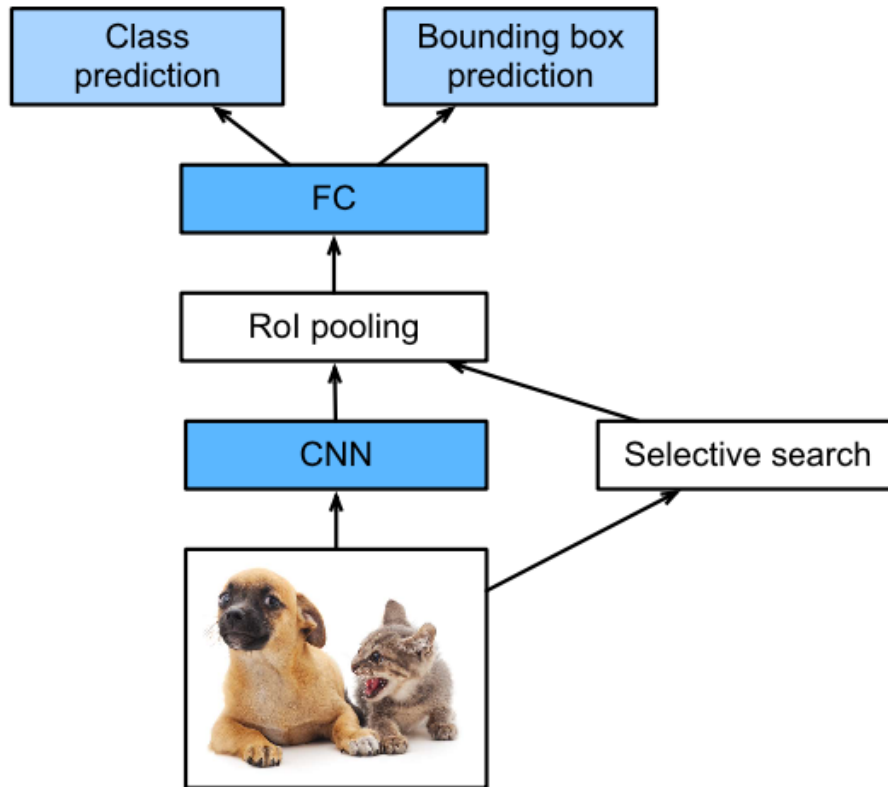 Class
prediction
Bounding box
prediction
FC
RoI pooling
CNN
Selective search